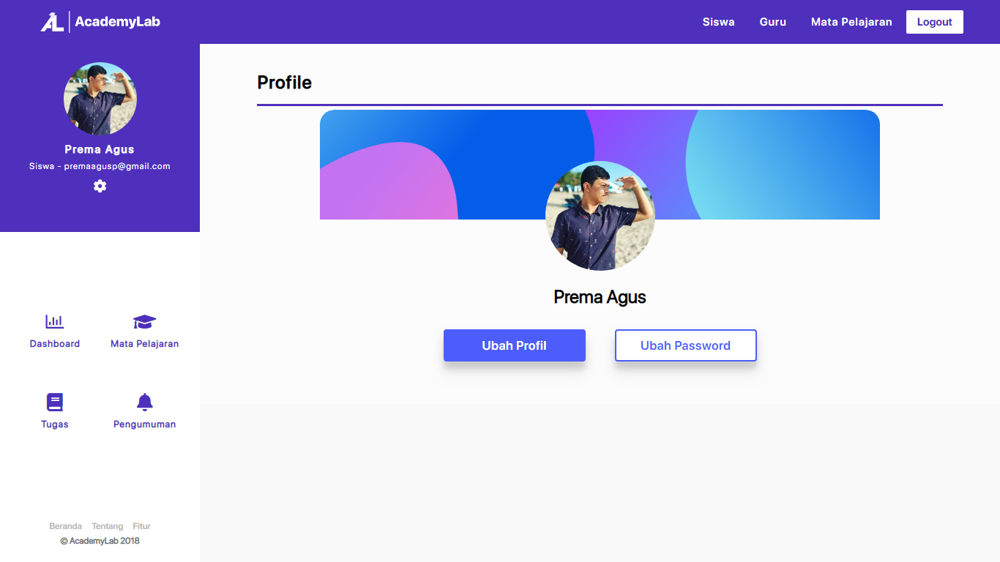 AcademyLab
Siswa Guru Mata Pelajaran Logout
Prema Agus
Siswa - premaagusp@gmail.com
Profile
Prema Agus
Ubah Profil Ubah Password
Dashboard Mata Pelajaran
Tugas Pengumuman
Beranda Tentang Fitur
© AcademyLab 2018